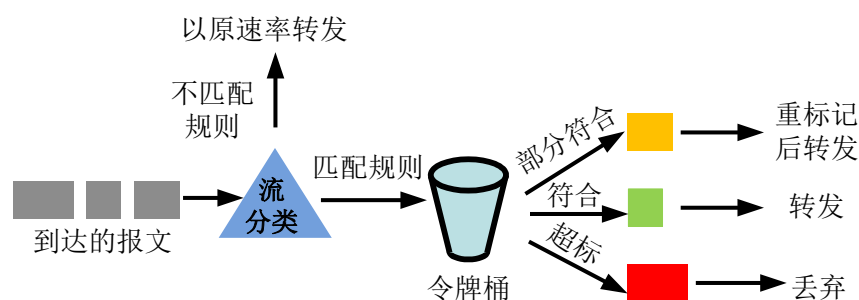 以原速率转发
不匹配
规则
流
分类
到达的报文
匹配规则
令牌桶
部分符合
符合
超标
重标记
后转发
转发
丢弃